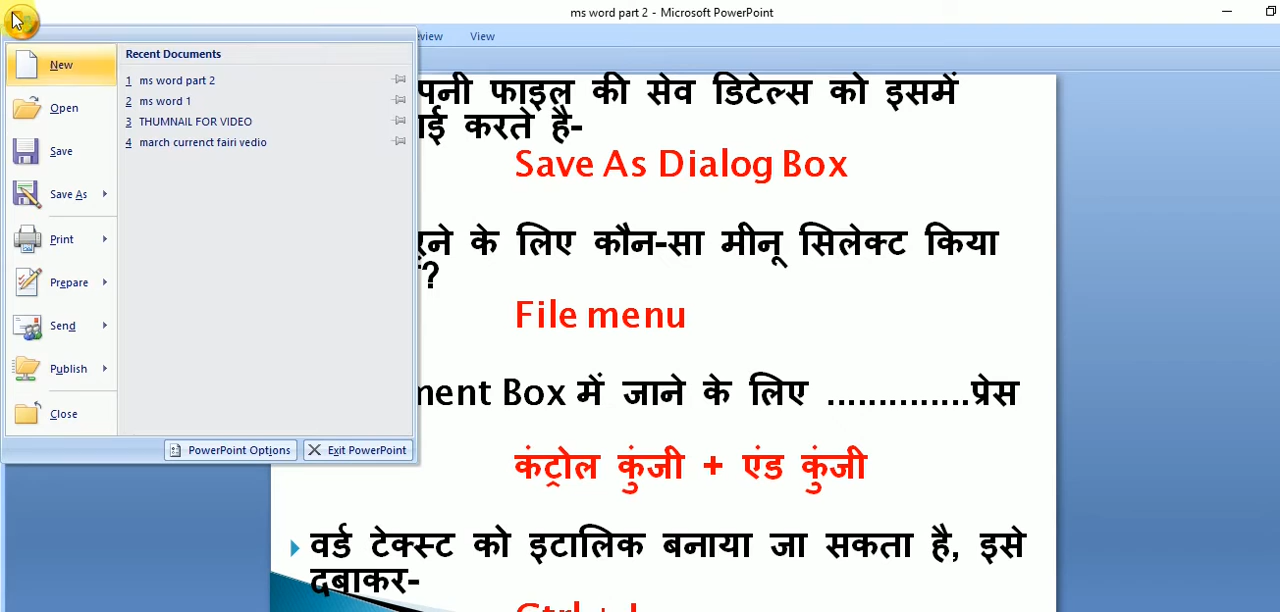 ms word part 2 - Microsoft PowerPoint
View
New
Open
Save
Save As
Print
Prepare
Send
Publish
Close
Recent Documents
1 ms word part 2
2 ms word 1
3 THUMNAIL FOR VIDEO
4 march currenct fairi vedio
PowerPoint Options
Exit PowerPoint
फाइल की सेव डिटेल्स को इसमें
करते है-
Save As Dialog Box
के लिए कौन-सा मीनू सिलेक्ट किया
?
File menu
Box में जाने के लिए ..............प्रेस
कंट्रोल कुंजी + एंड कुंजी
वर्ड टेक्स्ट को इटालिक बनाया जा सकता है, इसे
दबाकर-